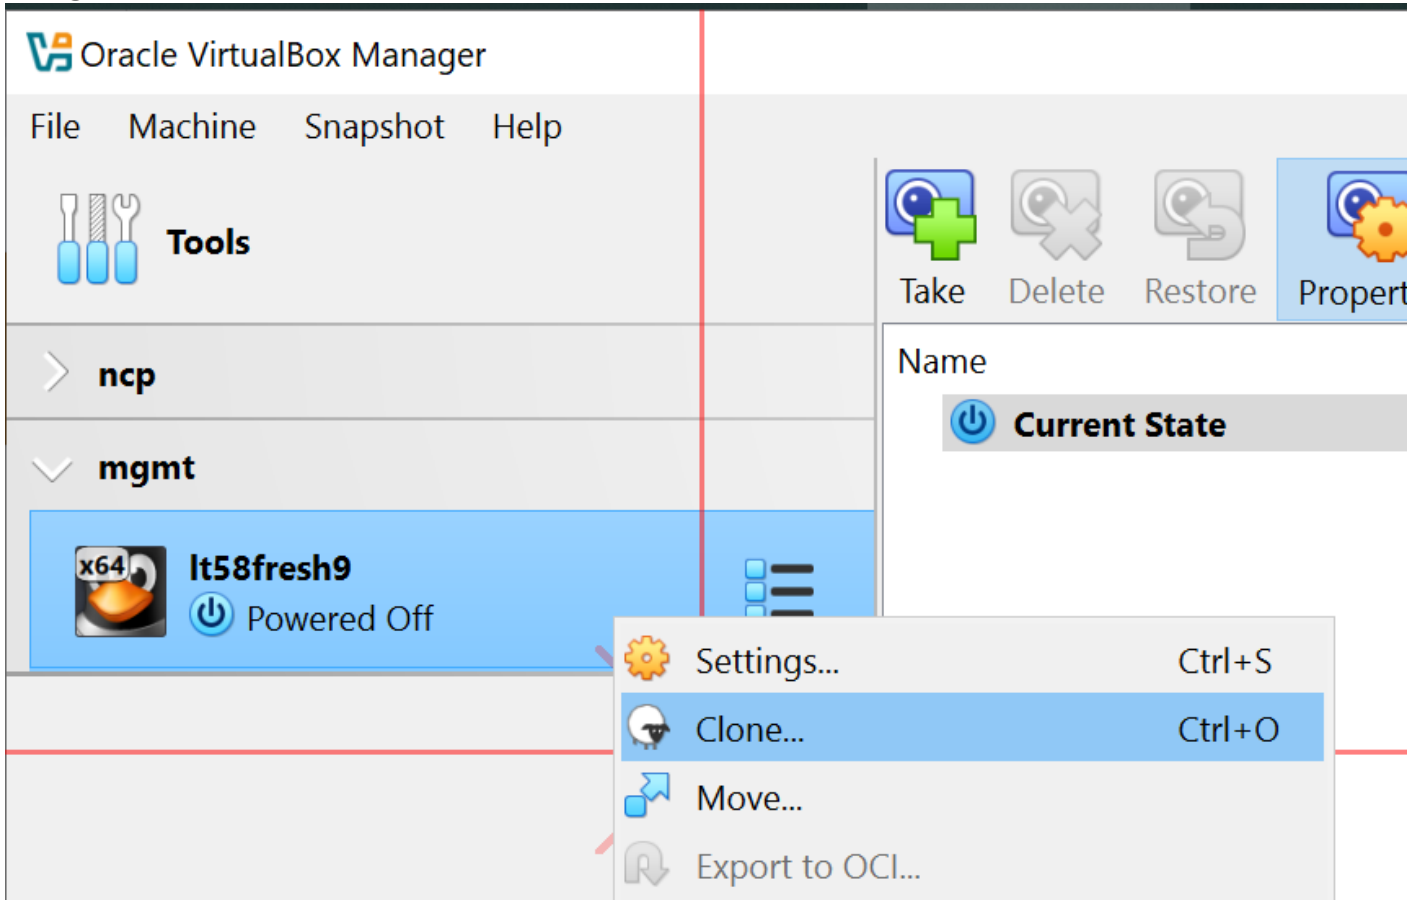 Oracle VirtualBox Manager
File Machine Snapshot Help
Tools
Take Delete Restore Propert
ncp
Name
Current State
mgmt
x64
lt58fresh9
Powered Off
Settings... Ctrl+S
Clone... Ctrl+O
Move...
Export to OCI...